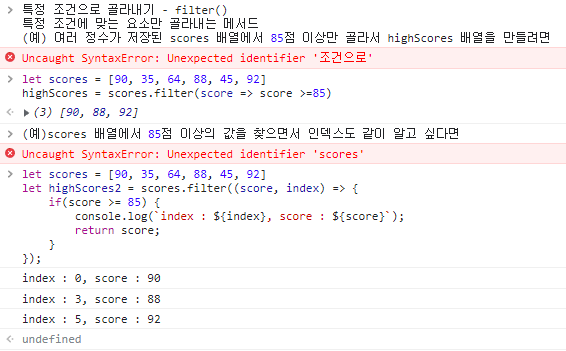 특정 조건으로 골라내기 - filter()
특정 조건에 맞는 요소만 골라내는 메서드
(예) 여러 정수가 저장된 scores 배열에서 85점 이상만 골라서 highScores 배열을 만들려면
Uncaught SyntaxError: Unexpected identifier '조건으로'
let scores = [90, 35, 64, 88, 45, 92]
highScores = scores.filter(score => score >=85)
(3) [90, 88, 92]
(예)scores 배열에서 85점 이상의 값을 찾으면서 인덱스도 같이 알고 싶다면
Uncaught SyntaxError: Unexpected identifier 'scores'
let scores = [90, 35, 64, 88, 45, 92]
let highScores2 = scores.filter((score, index) => {
    if(score >= 85) {
        console.log(`index : ${index}, score : ${score}`);
        return score;
    }
});
index : 0, score : 90
index : 3, score : 88
index : 5, score : 92
undefined